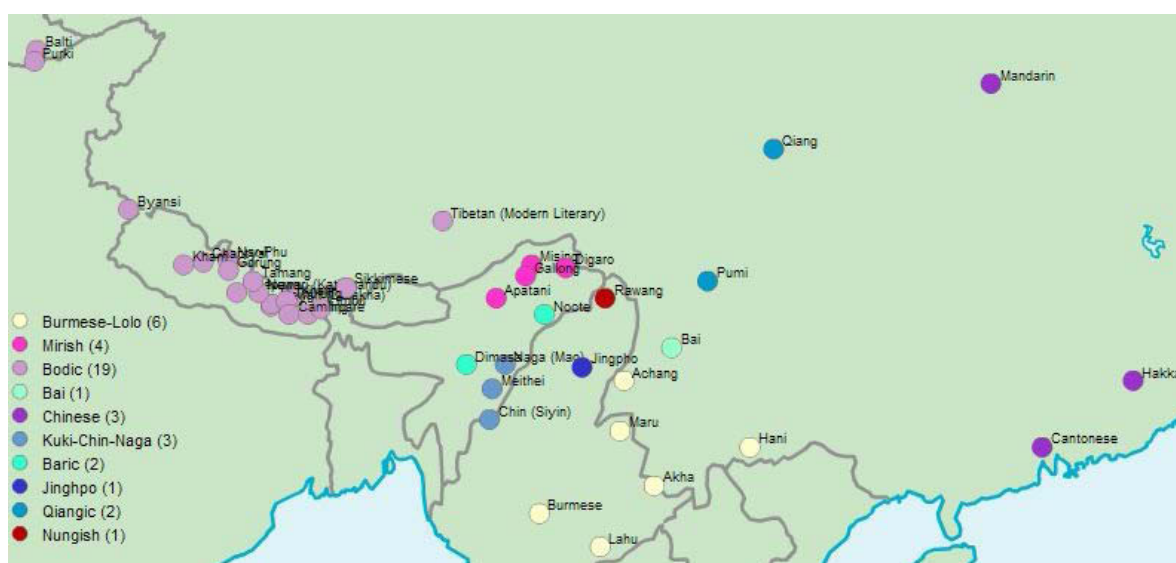 Balti
Purki
Mandarin
Qiang
Byansi
Tibetan (Modern Literary)
Nar-Phu
Kham
Gurung
Mising
Digaro
Gallong
Tamang
Sikkimese
Pumi
Apatani
Rawang
Noote
Bai
Dimasa
Naga (Mao)
Jingpho
Meithei
Achang
Hakka
Chin (Siyin)
Maru
Hani
Cantonese
Akha
Burmese
Lahu
Burmese-Lolo (6)
Mirish (4)
Bodic (19)
Bai (1)
Chinese (3)
Kuki-Chin-Naga (3)
Baric (2)
Jinghpo (1)
Qiangic (2)
Nungish (1)